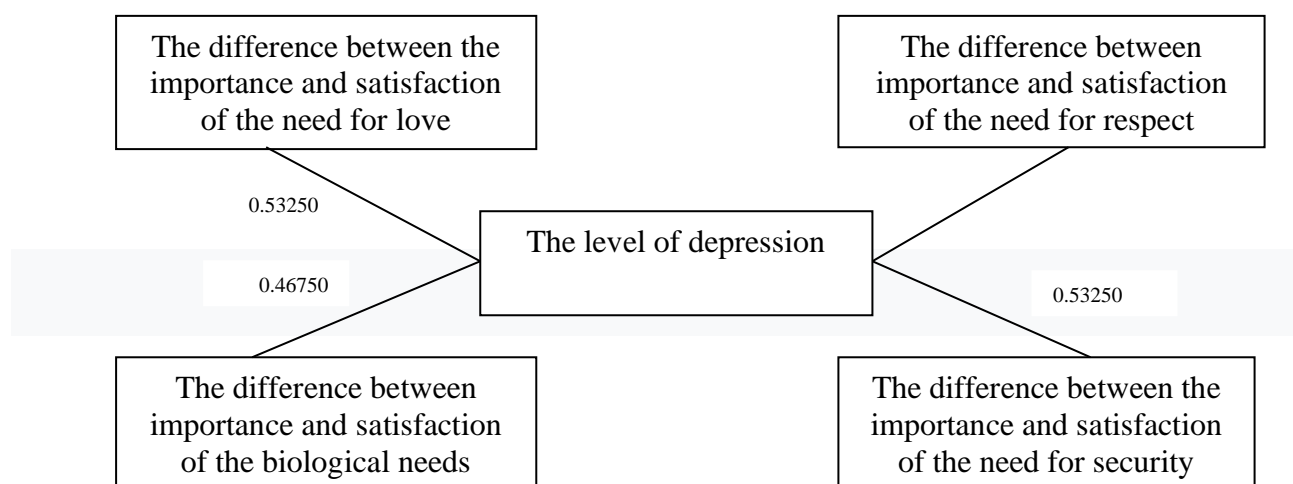 The difference between the
importance and satisfaction
of the need for love
The difference between
importance and satisfaction
of the need for respect
0.53250
The level of depression
0.46750
0.53250
The difference between
importance and satisfaction
of the biological needs
The difference between the
importance and satisfaction
of the need for security